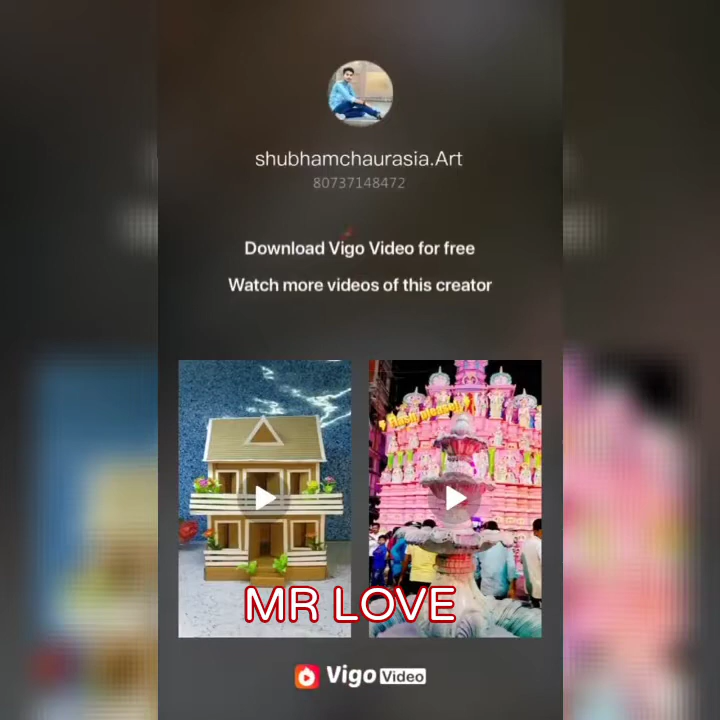 shubhamchaurasia.Art
80737148472
Download Vigo Video for free
Watch more videos of this creator
MR LOVE
Vigo Video